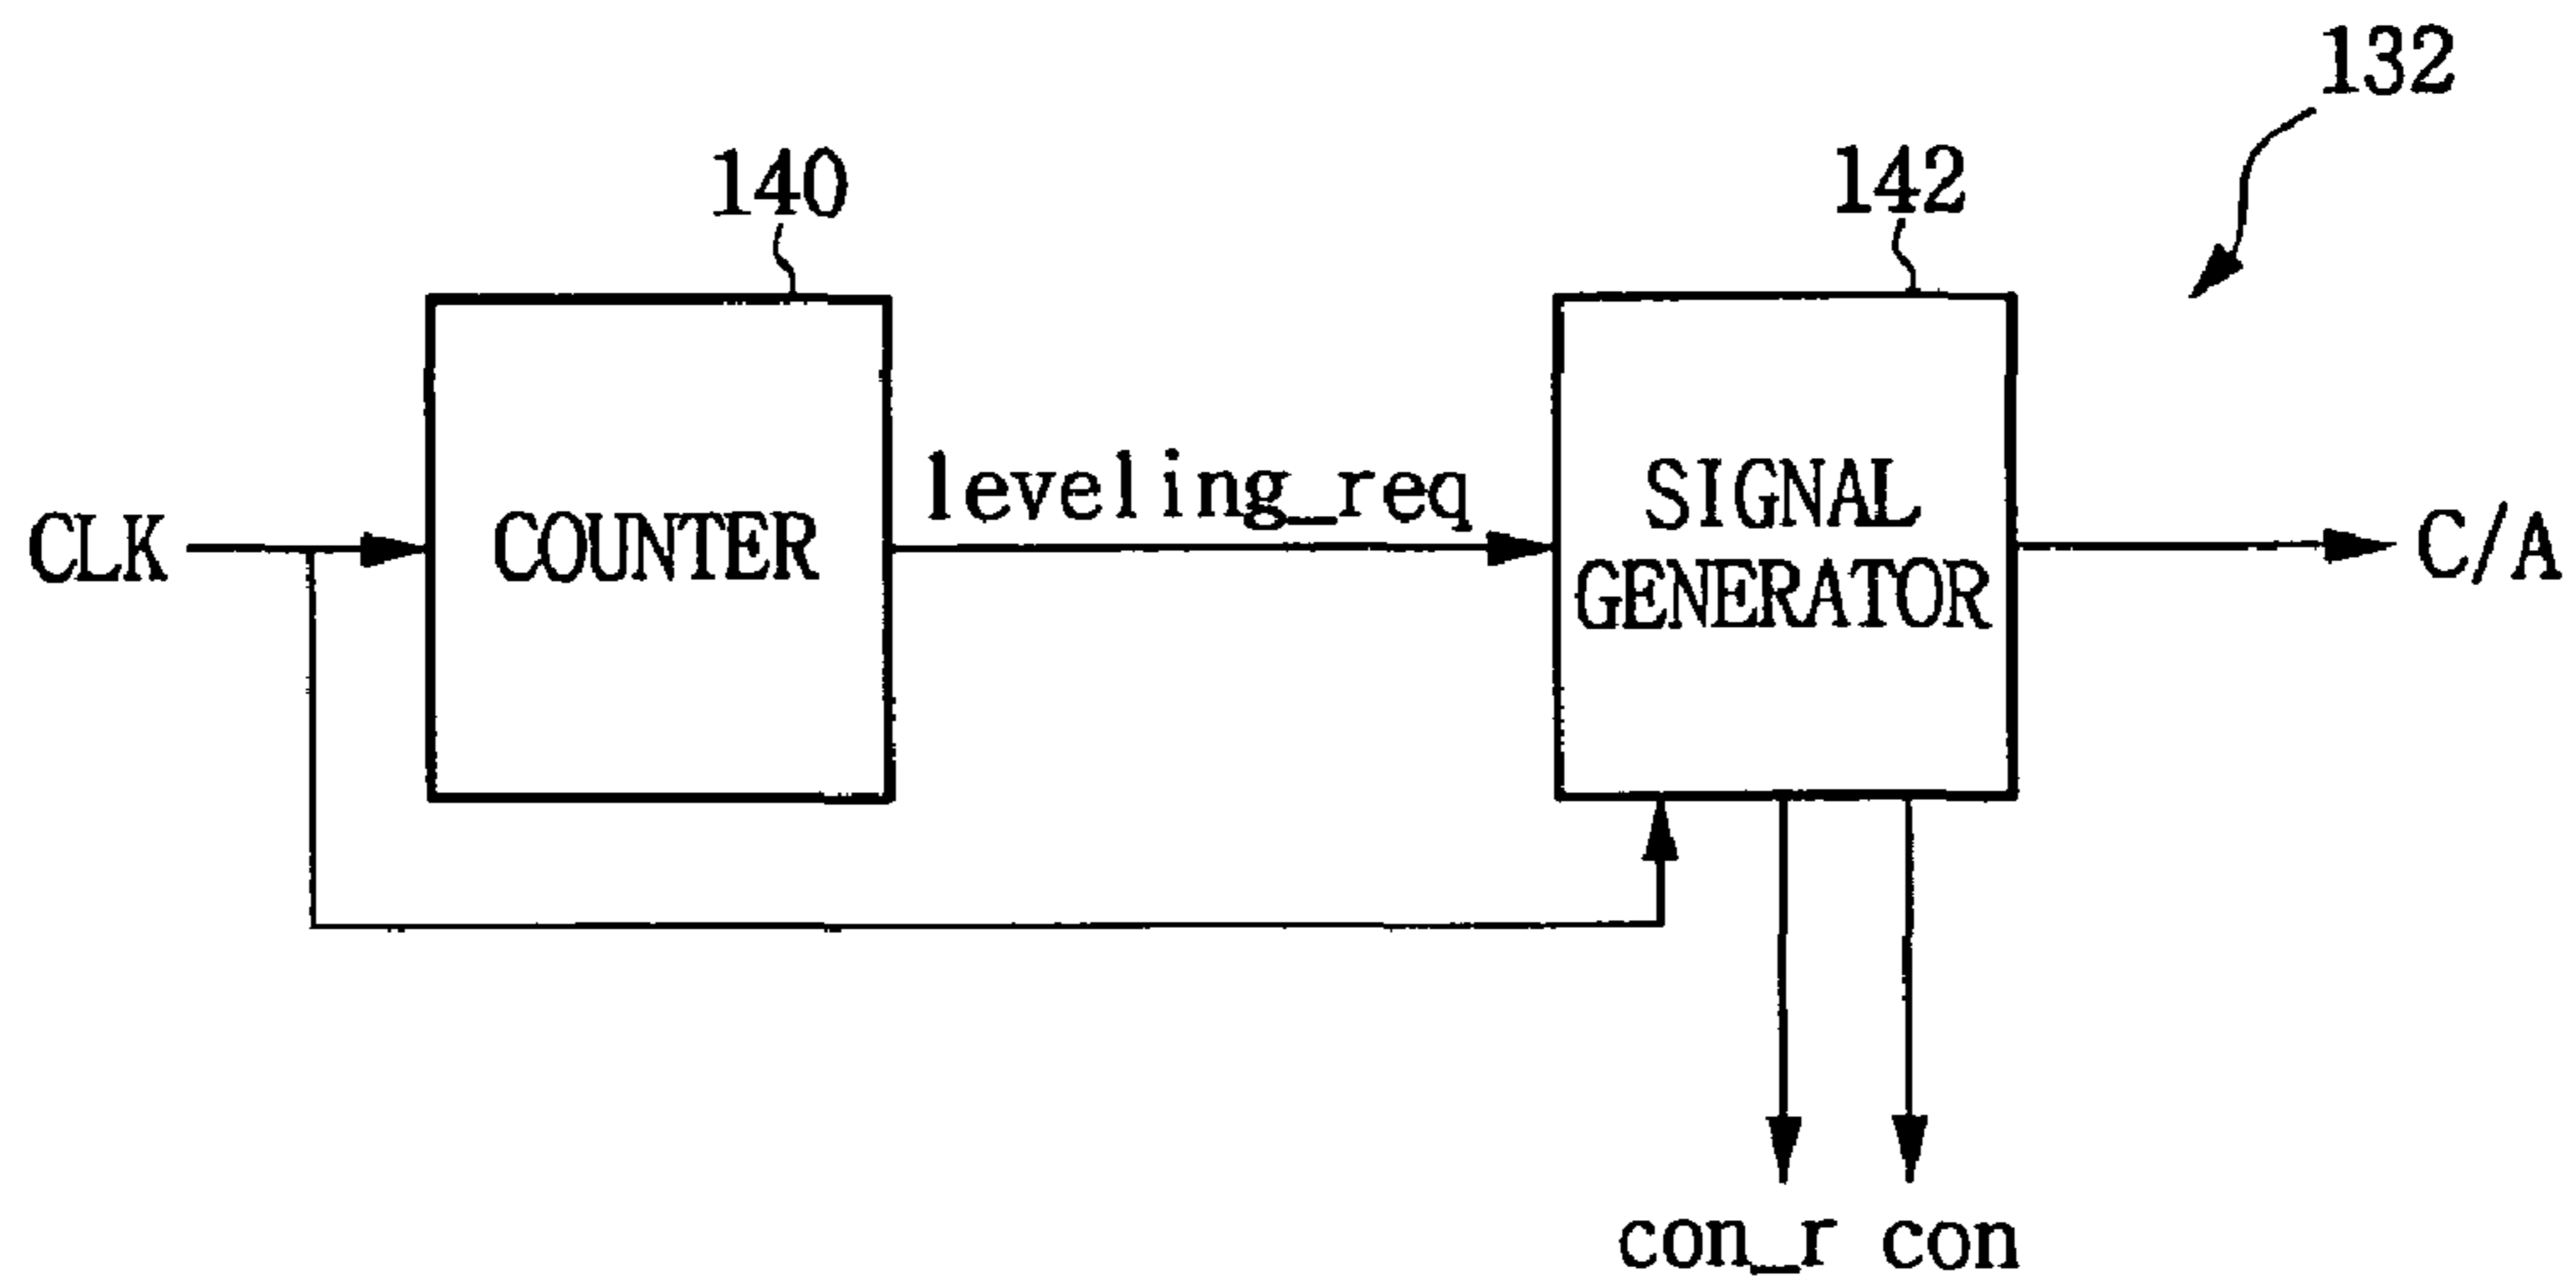 132
140
142
CLK
COUNTER
leveling_req
SIGNAL
GENERATOR
C/A
con_r con